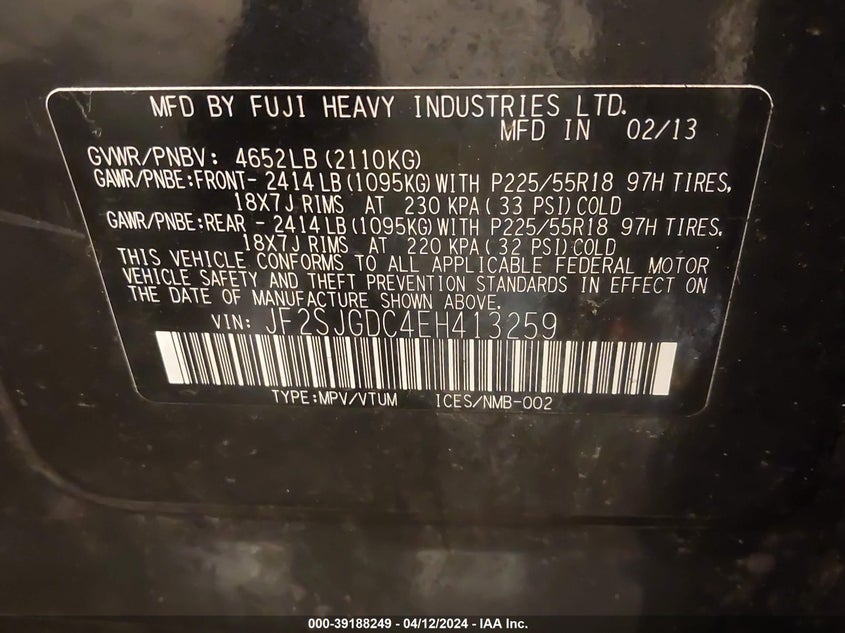 MFD BY FUJI HEAVY INDUSTRIES LTD.
MFD IN 02/13
GVWR/PNBV: 4652LB (2110KG)
GAWR/PNBE:FRONT- 2414LB (1095KG) WITH P225/55R18 97H TIRES,
18X7J RIMS AT 230 KPA( 33 PSI) COLD
GAWR/PNBE:REAR - 2414LB (1095KG) WITH P225/55R18 97H TIRES,
18X7J RIMS AT 220 KPA( 32 PSI) COLD
THIS VEHICLE CONFORMS TO ALL APPLICABLE FEDERAL MOTOR
VEHICLE SAFETY AND THEFT PREVENTION STANDARDS IN EFFECT ON
THE DATE OF MANUFACTURE SHOWN ABOVE.
VIN: JF2SJGDC4EH413259
TYPE:MPV/VTUM ICES/NMB-002
000-39188249 - 04/12/2024 - IAA Inc.